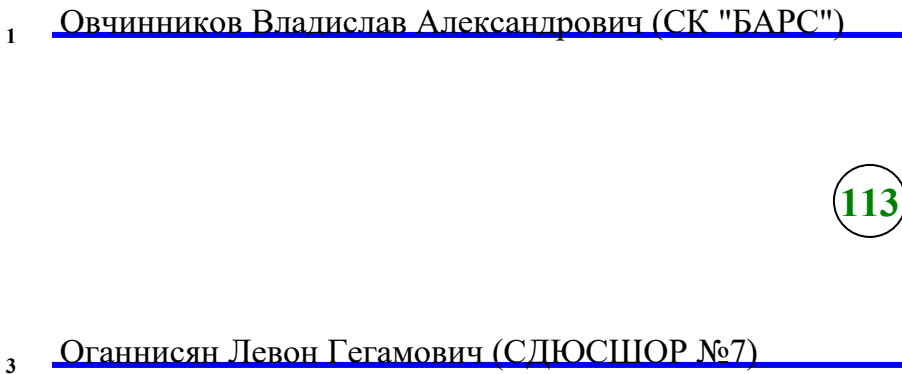 1 Овчинников Владислав Александрович (СК "БАРС")
113
3 Оганнисян Левон Гегамович (СДЮСШОР №7)